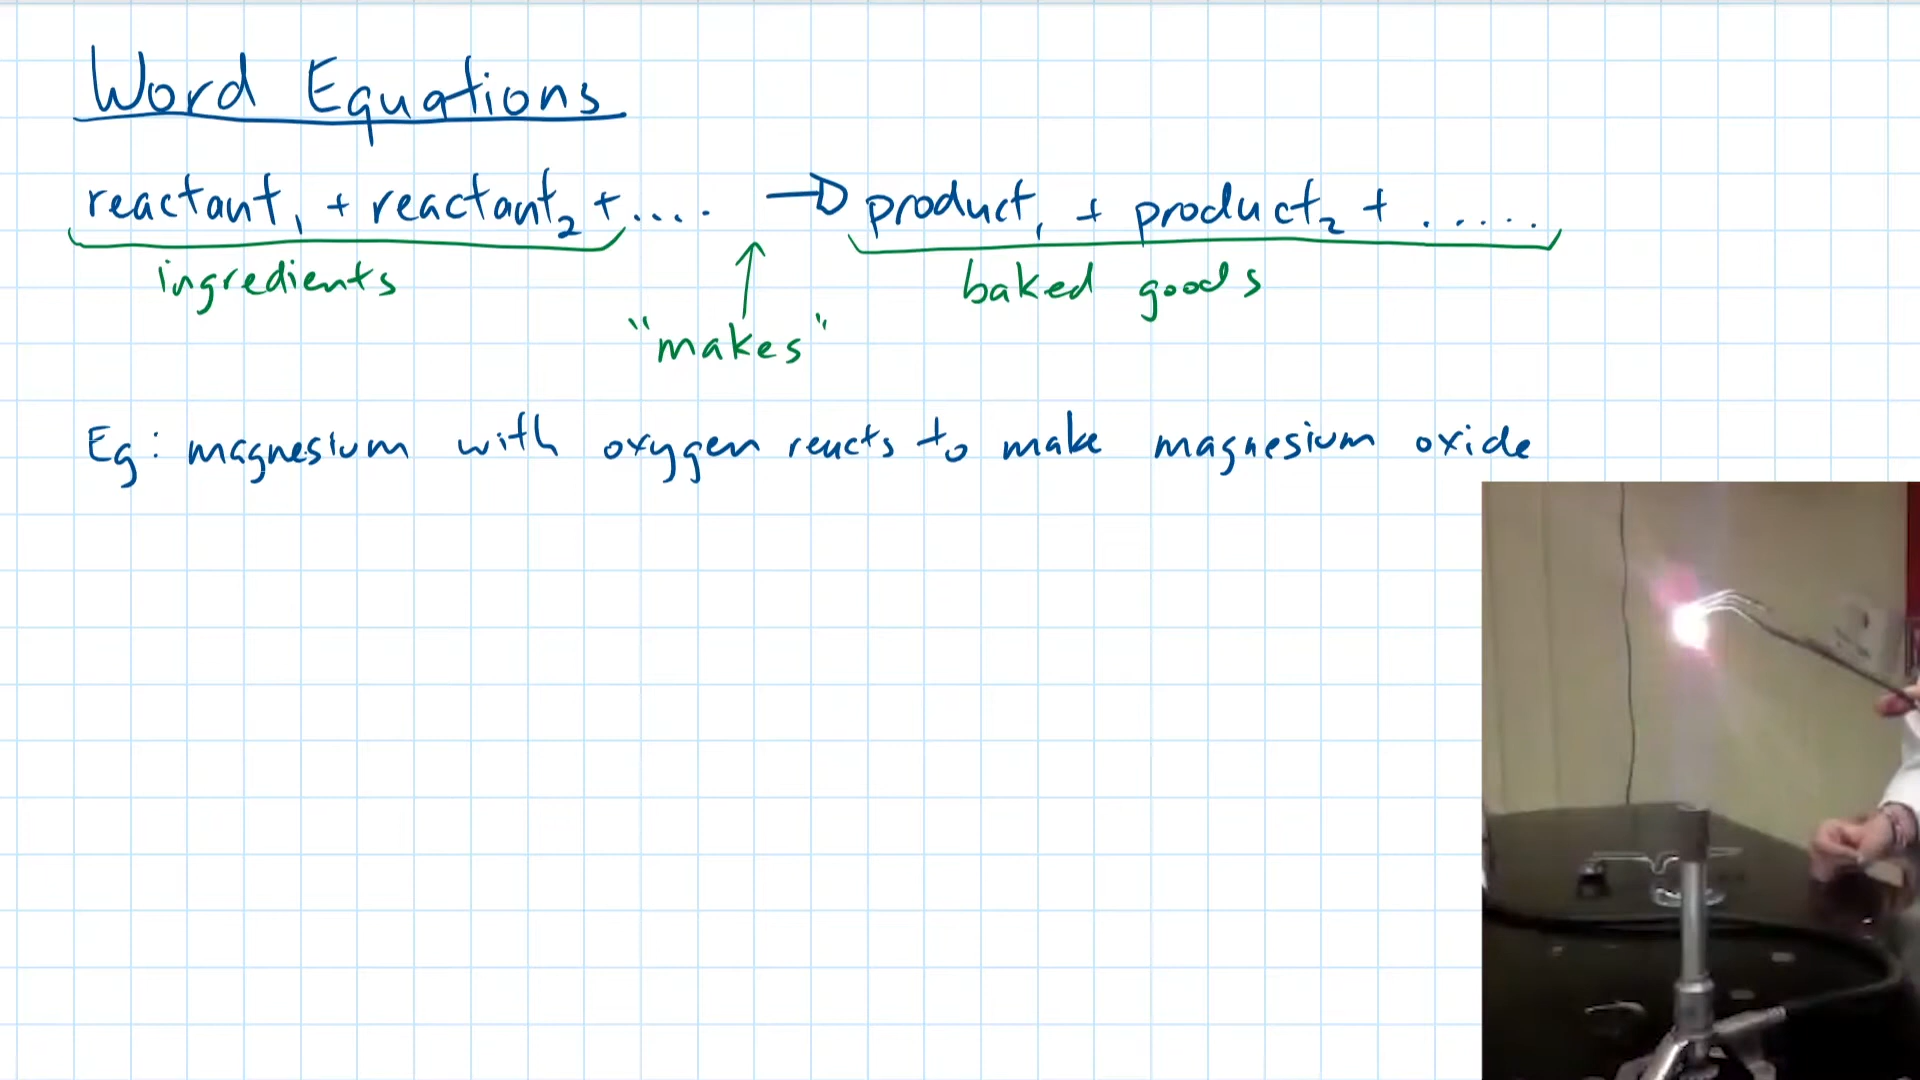 Word Equations
reactant₁ + reactant₂ + .... → product₁ + product₂ + ......
ingredients
baked goods
"makes"
Eg: magnesium with oxygen reacts to make magnesium oxide